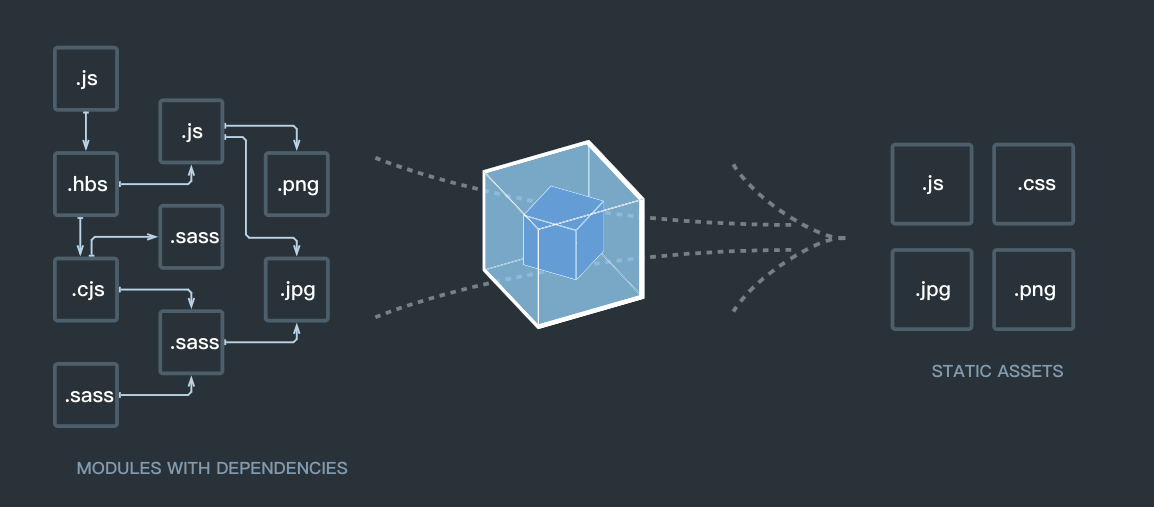 .js
.js
.hbs
.png
.sass
.cjs
.jpg
.sass
.sass
MODULES WITH DEPENDENCIES
.js
.css
.jpg
.png
STATIC ASSETS